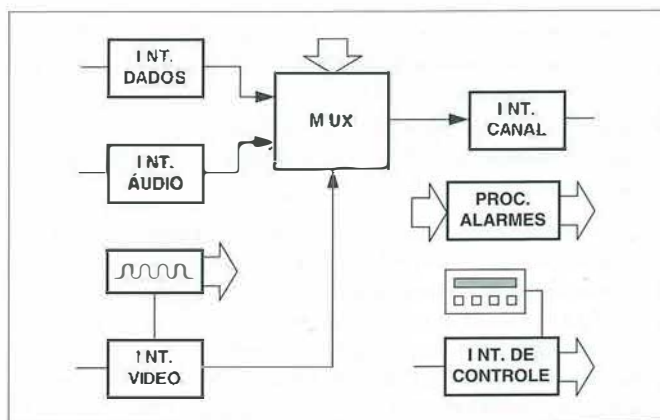 INT.
DADOS
MUX
INT.
CANAL
INT.
ÁUDIO
PROC.
ALARMES
INT.
VIDEO
INT. DE
CONTROLE